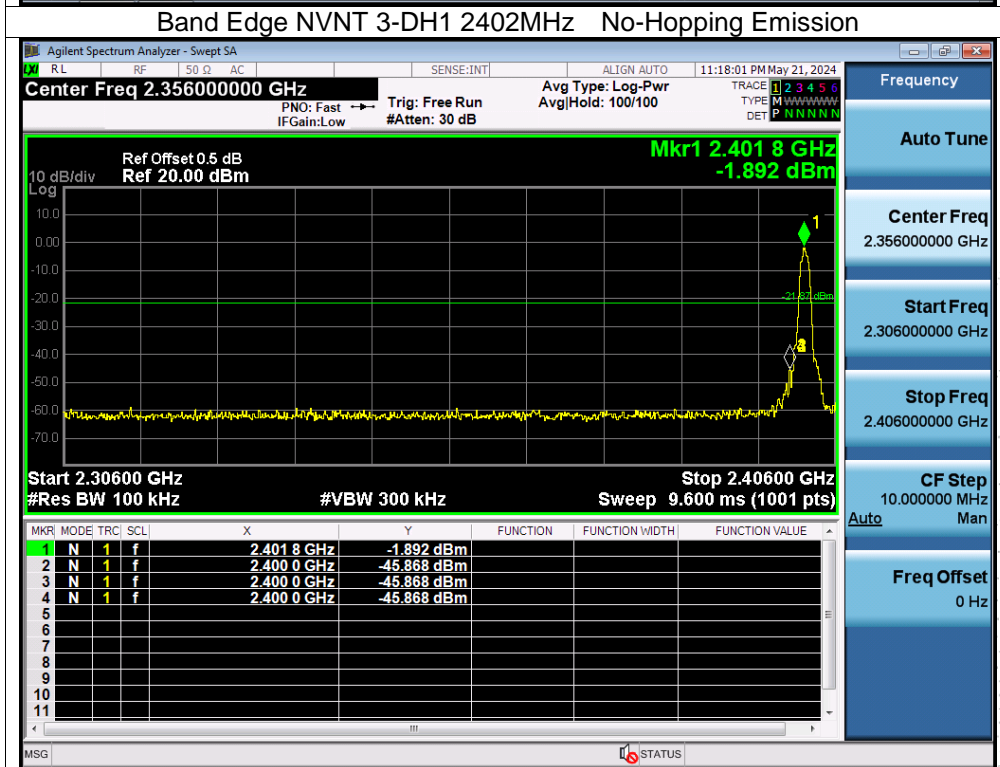 Band Edge NVNT 3-DH1 2402MHz No-Hopping Emission
Agilent Spectrum Analyzer - Swept SA
LXI RL RF 50 Ω AC SENSE:INT ALIGN AUTO 11:18:01 PM May 21, 2024
Center Freq 2.356000000 GHz
PNO: Fast
IFGain:Low
Trig: Free Run
#Atten: 30 dB
Avg Type: Log-Pwr
Avg|Hold: 100/100
TRACE 1 2 3 4 5 6
TYPE M WWWWW
DET P N N N N N
Frequency
Auto Tune
Center Freq
2.356000000 GHz
Start Freq
2.306000000 GHz
Stop Freq
2.406000000 GHz
CF Step
10.000000 MHz
Auto Man
Freq Offset
0 Hz
Mkr1 2.401 8 GHz
-1.892 dBm
Ref Offset 0.5 dB
10 dB/div Ref 20.00 dBm
Log
10.0
0.00
-10.0
-20.0
-30.0
-40.0
-50.0
-60.0
-70.0
1
-21.87 dBm
Start 2.30600 GHz Stop 2.40600 GHz
#Res BW 100 kHz #VBW 300 kHz Sweep 9.600 ms (1001 pts)
MKR MODE TRC SCL X Y FUNCTION FUNCTION WIDTH FUNCTION VALUE
1 N 1 f 2.401 8 GHz -1.892 dBm
2 N 1 f 2.400 0 GHz -45.868 dBm
3 N 1 f 2.400 0 GHz -45.868 dBm
4 N 1 f 2.400 0 GHz -45.868 dBm
5
6
7
8
9
10
11
MSG STATUS